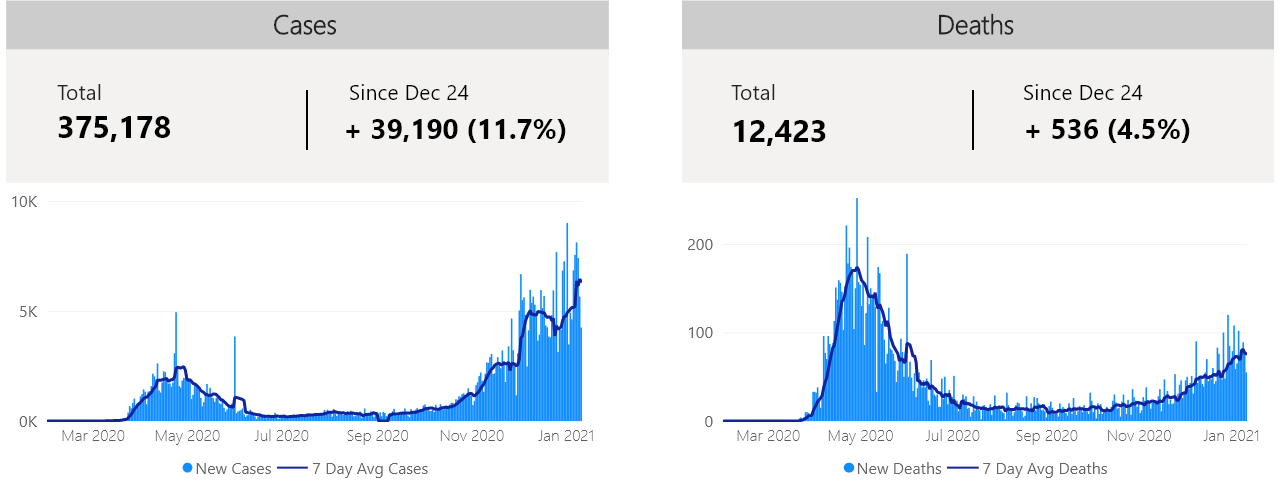 Cases
Total
375,178
Since Dec 24
+ 39,190 (11.7%)
10K
5K
0K
Mar 2020 May 2020 Jul 2020 Sep 2020 Nov 2020 Jan 2021
New Cases 7 Day Avg Cases
Deaths
Total
12,423
Since Dec 24
+ 536 (4.5%)
200
100
0
Mar 2020 May 2020 Jul 2020 Sep 2020 Nov 2020 Jan 2021
New Deaths 7 Day Avg Deaths